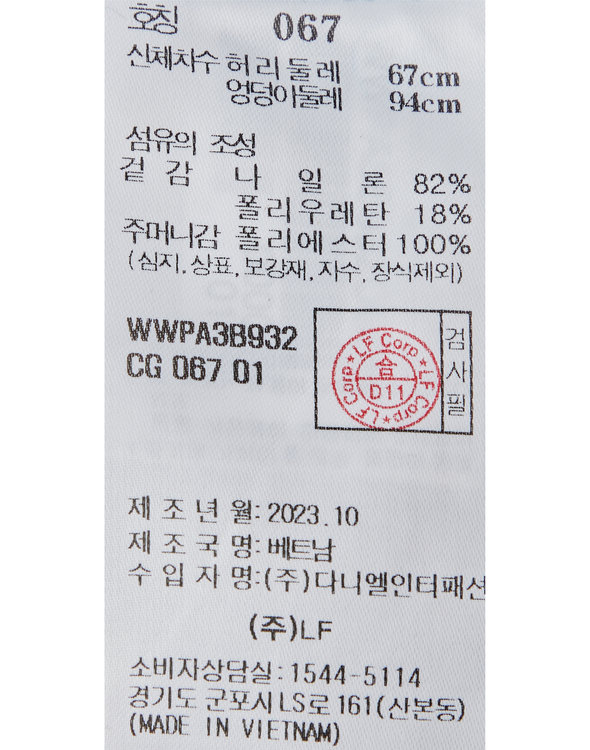 호칭 067
신체치수 허리둘레 67cm
엉덩이둘레 94cm
섬유의 조성
겉감 나일론 82%
폴리우레탄 18%
주머니감 폴리에스터 100%
(심지, 상표, 보강재, 자수, 장식제외)
WWPA3B932
CG 067 01
LF Corp ★ LF Corp ★ LF Corp ★
合
D11
검사필
제조년월: 2023.10
제조국명: 베트남
수입자명: (주)다니엘인터패션
(주)LF
소비자상담실: 1544-5114
경기도 군포시 LS로 161(산본동)
(MADE IN VIETNAM)